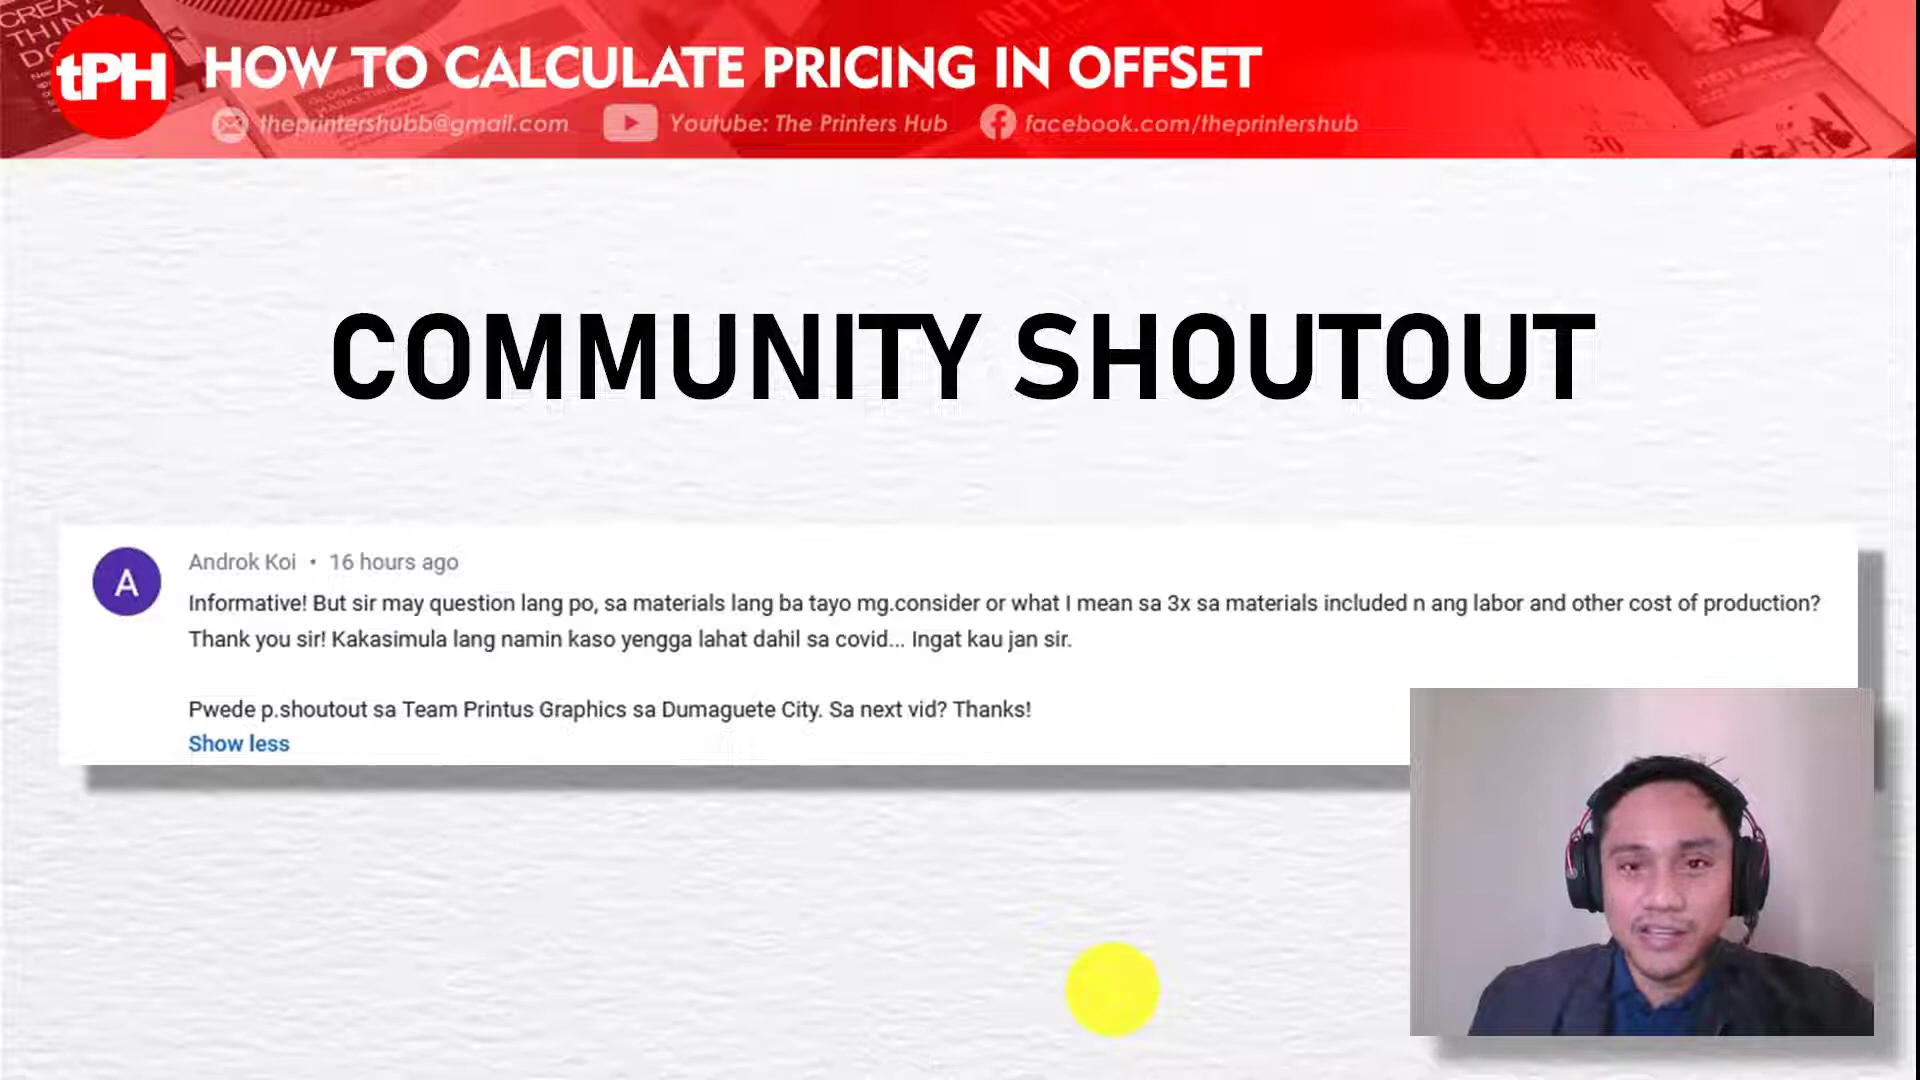 CREA
THINK
DO
tPH
HOW TO CALCULATE PRICING IN OFFSET
theprintershubb@gmail.com
Youtube: The Printers Hub
facebook.com/theprintershub
30
COMMUNITY SHOUTOUT
A
Androk Koi • 16 hours ago
Informative! But sir may question lang po, sa materials lang ba tayo mg.consider or what I mean sa 3x sa materials included n ang labor and other cost of production?
Thank you sir! Kakasimula lang namin kaso yengga lahat dahil sa covid... Ingat kau jan sir.
Pwede p.shoutout sa Team Printus Graphics sa Dumaguete City. Sa next vid? Thanks!
Show less